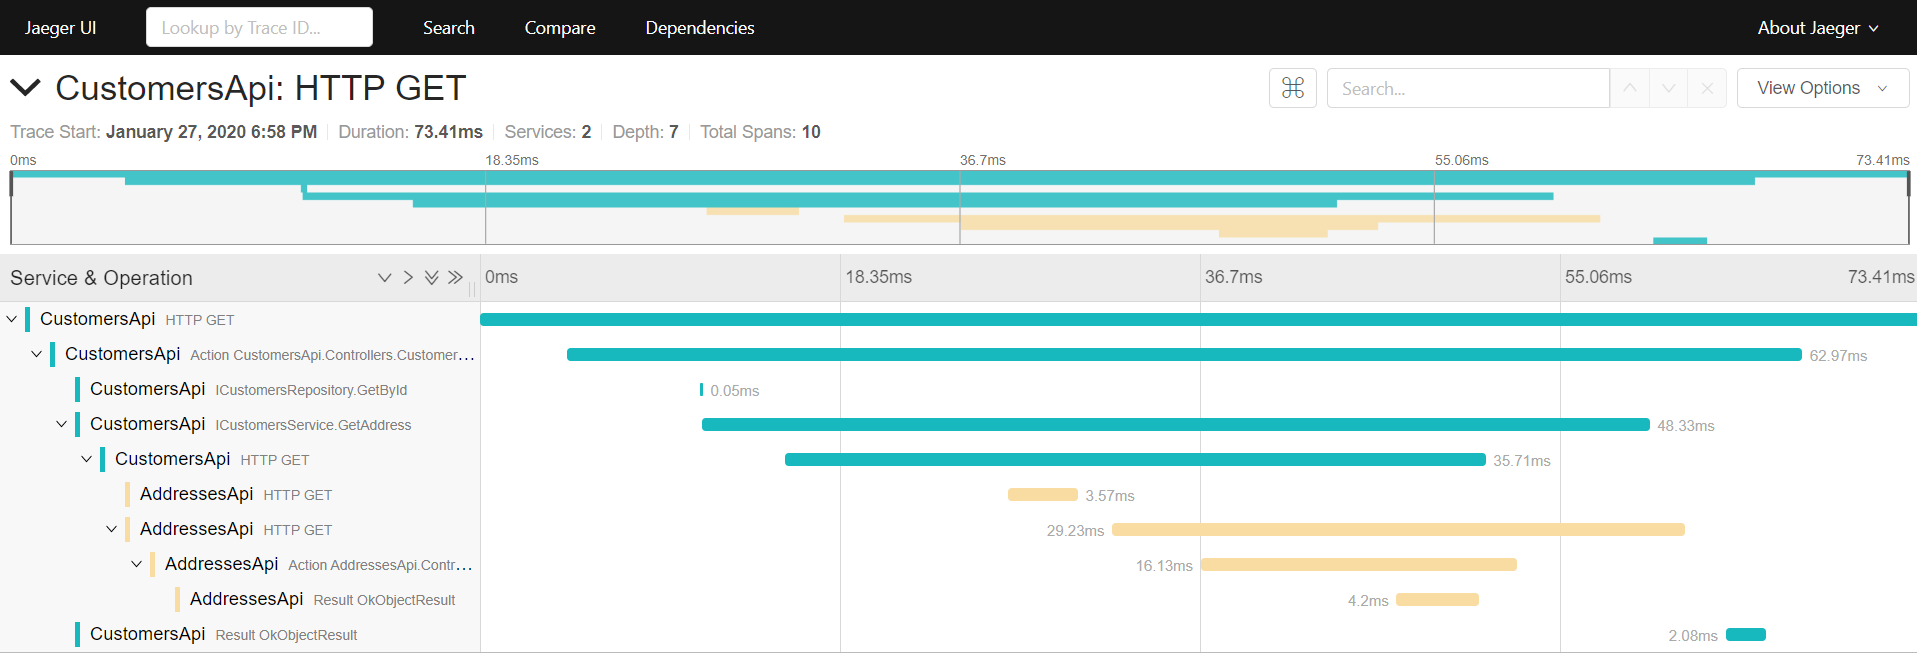 Jaeger UI Lookup by Trace ID... Search Compare Dependencies About Jaeger
CustomersApi: HTTP GET Search... View Options
Trace Start: January 27, 2020 6:58 PM Duration: 73.41ms Services: 2 Depth: 7 Total Spans: 10
0ms 18.35ms 36.7ms 55.06ms 73.41ms
Service & Operation 0ms 18.35ms 36.7ms 55.06ms 73.41ms
CustomersApi HTTP GET
CustomersApi Action CustomersApi.Controllers.Customer... 62.97ms
CustomersApi ICustomersRepository.GetById 0.05ms
CustomersApi ICustomersService.GetAddress 48.33ms
CustomersApi HTTP GET 35.71ms
AddressesApi HTTP GET 3.57ms
AddressesApi HTTP GET 29.23ms
AddressesApi Action AddressesApi.Contr... 16.13ms
AddressesApi Result OkObjectResult 4.2ms
CustomersApi Result OkObjectResult 2.08ms